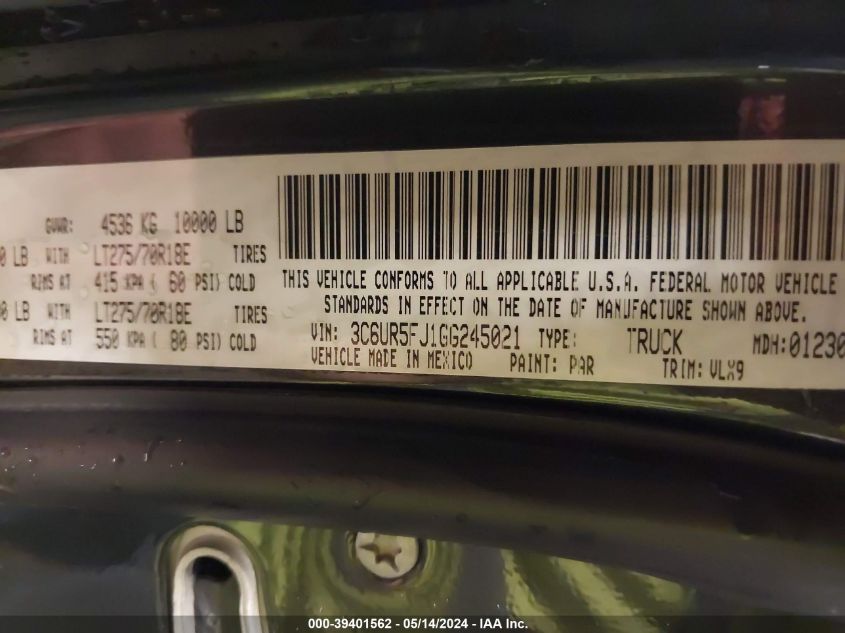 GVWR: 4536 KG 10000 LB
LB WITH LT275/70R18E TIRES
RIMS AT 415 KPA ( 60 PSI) COLD
LB WITH LT275/70R18E TIRES
RIMS AT 550 KPA ( 80 PSI) COLD
THIS VEHICLE CONFORMS TO ALL APPLICABLE U.S.A. FEDERAL MOTOR VEHICLE
STANDARDS IN EFFECT ON THE DATE OF MANUFACTURE SHOWN ABOVE.
VIN: 3C6UR5FJ1GG245021 TYPE: TRUCK MDH:01230
VEHICLE MADE IN MEXICO PAINT: PAR TRIM: VLX9
000-39401562 - 05/14/2024 - IAA Inc.